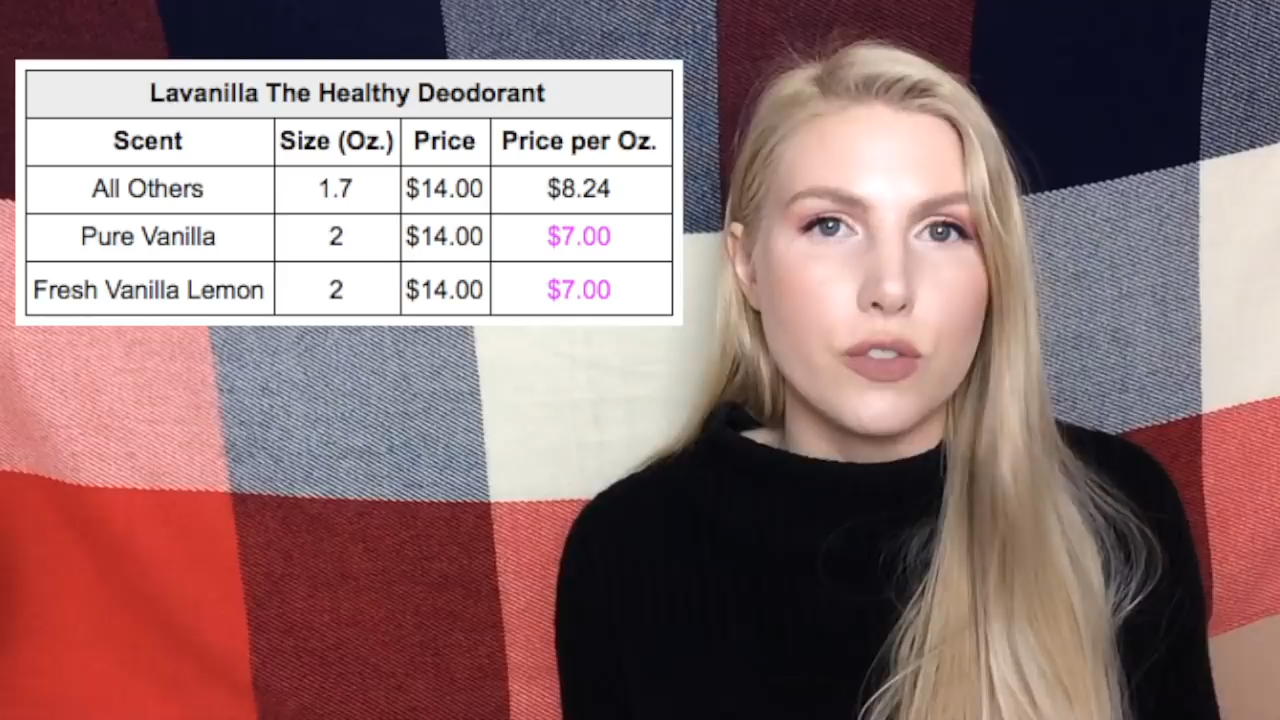 Lavanilla The Healthy Deodorant
Scent Size (Oz.) Price Price per Oz.
All Others 1.7 $14.00 $8.24
Pure Vanilla 2 $14.00 $7.00
Fresh Vanilla Lemon 2 $14.00 $7.00